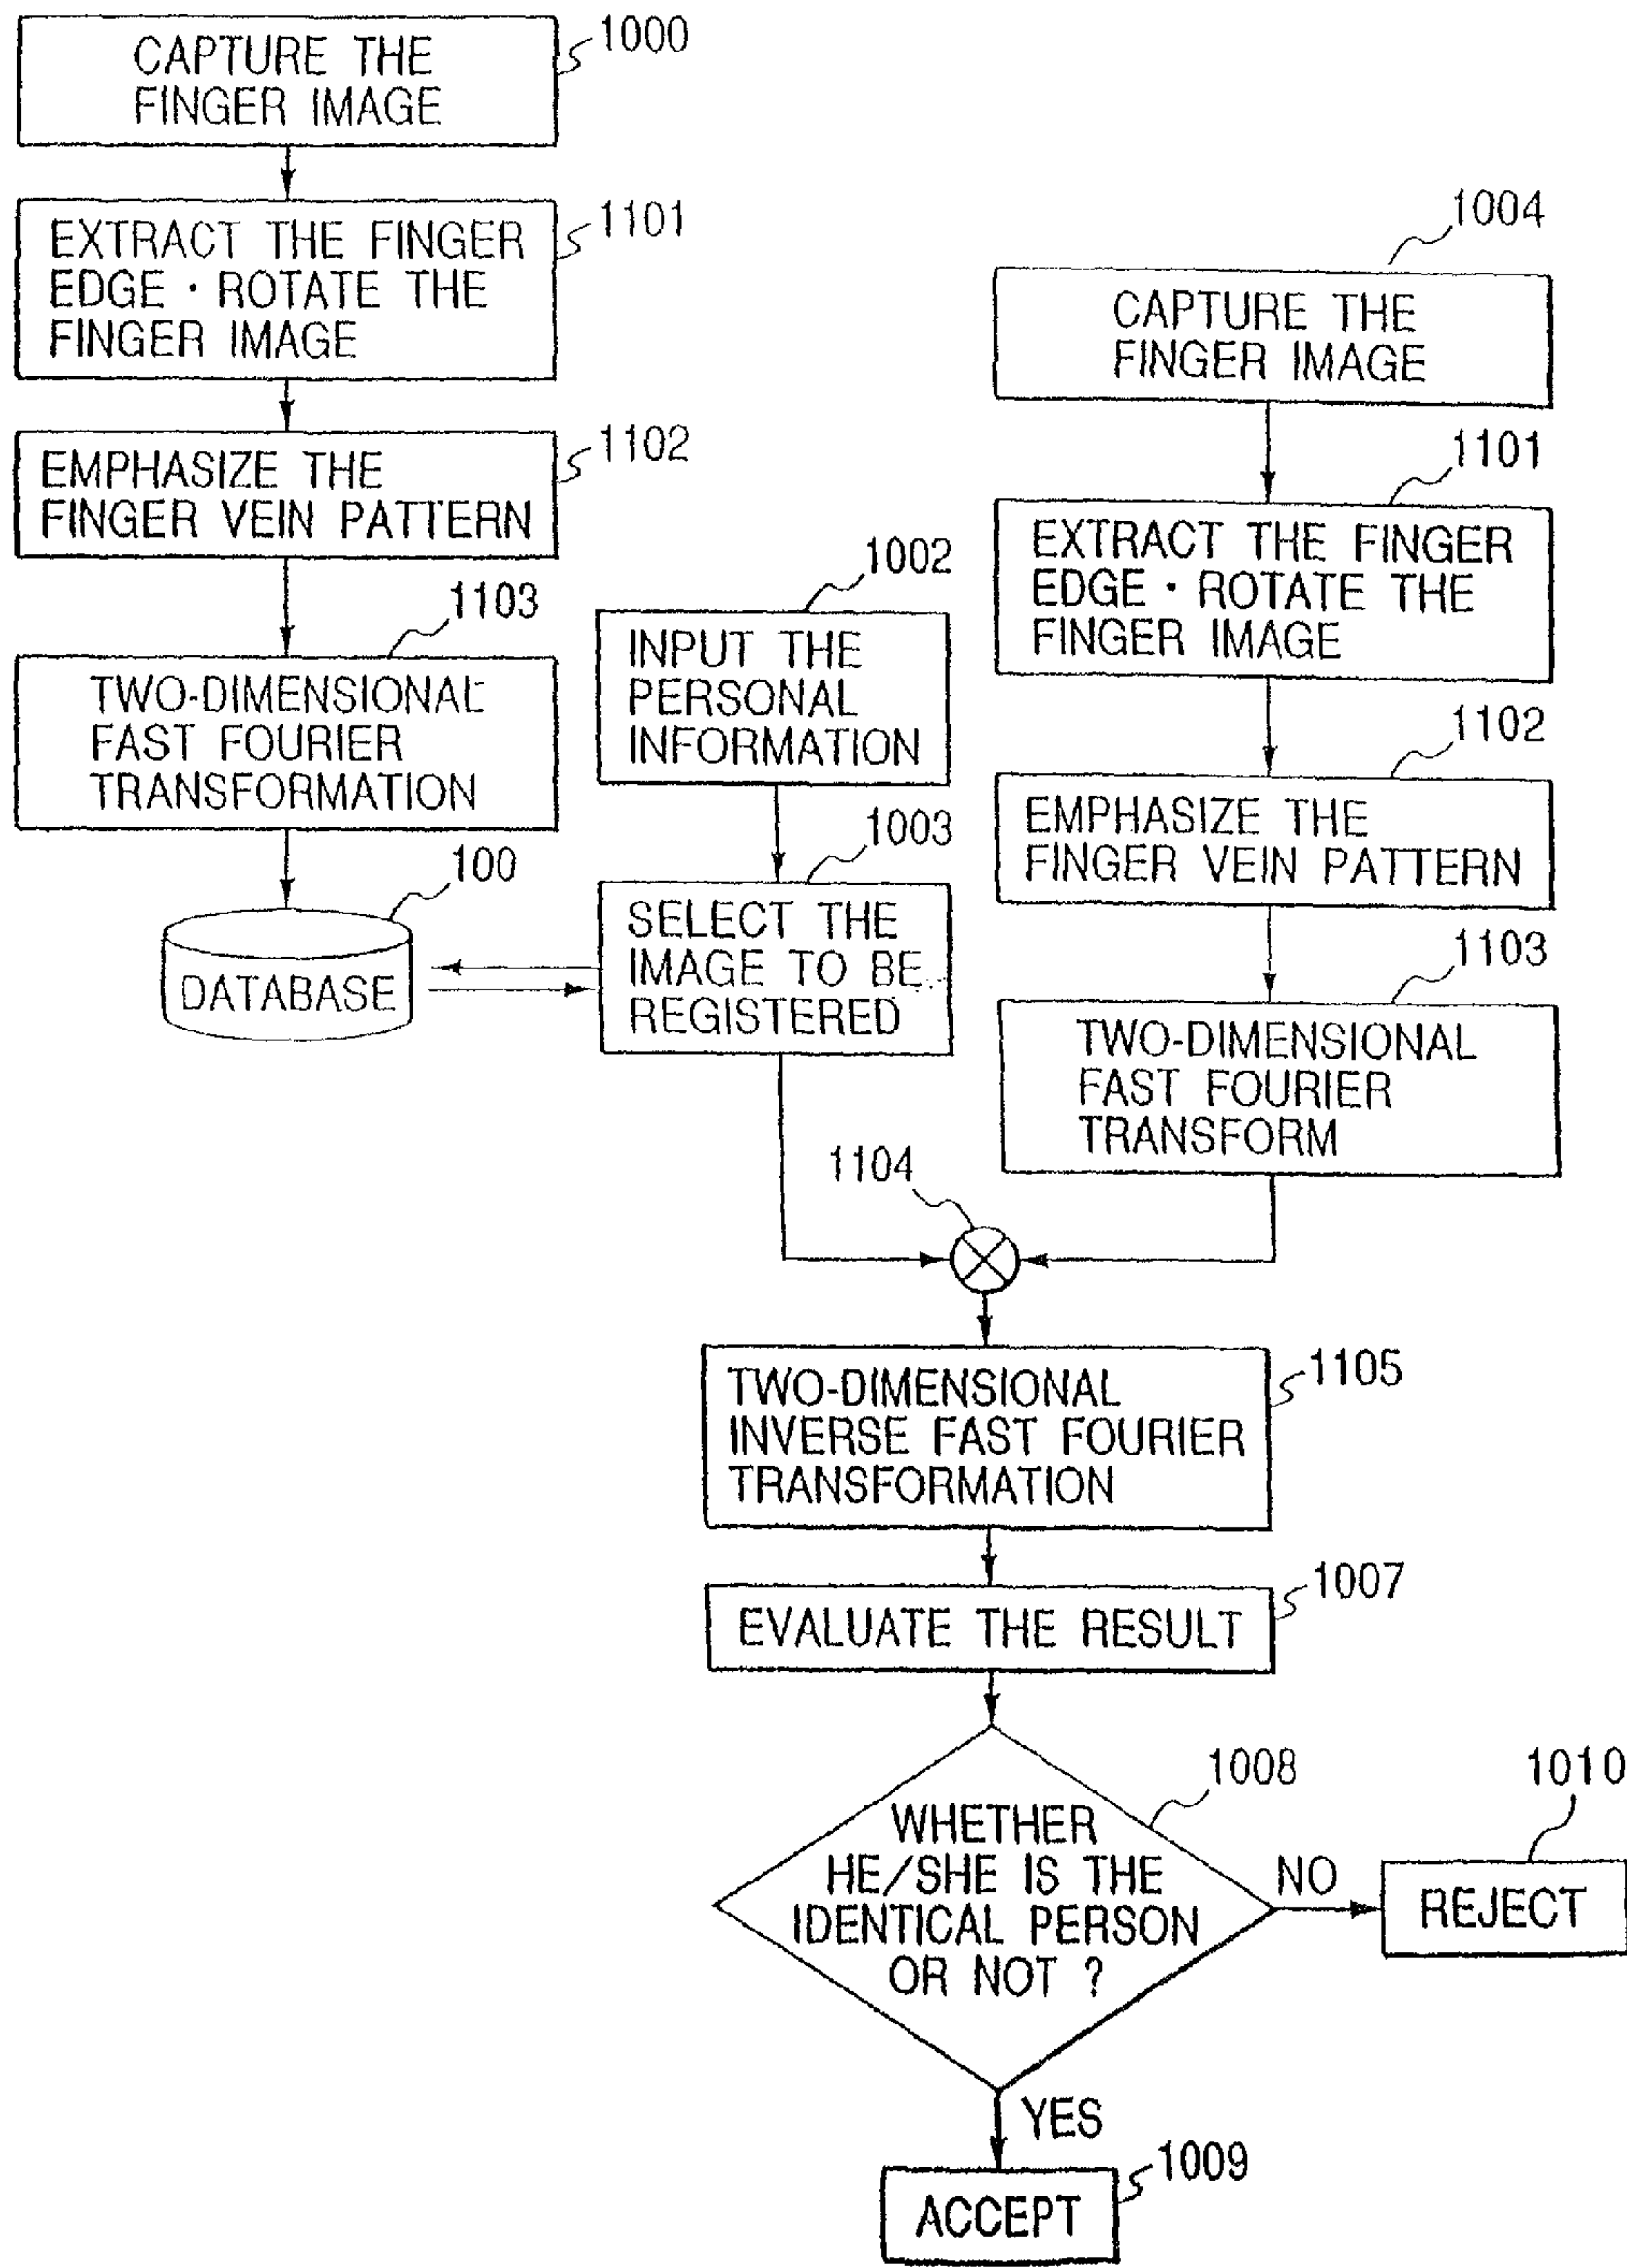 1000
CAPTURE THE
FINGER IMAGE
1101
EXTRACT THE FINGER
EDGE · ROTATE THE
FINGER IMAGE
1102
EMPHASIZE THE
FINGER VEIN PATTERN
1103
TWO-DIMENSIONAL
FAST FOURIER
TRANSFORMATION
100
DATABASE
1002
INPUT THE
PERSONAL
INFORMATION
1003
SELECT THE
IMAGE TO BE
REGISTERED
1004
CAPTURE THE
FINGER IMAGE
1101
EXTRACT THE FINGER
EDGE · ROTATE THE
FINGER IMAGE
1102
EMPHASIZE THE
FINGER VEIN PATTERN
1103
TWO-DIMENSIONAL
FAST FOURIER
TRANSFORM
1104
1105
TWO-DIMENSIONAL
INVERSE FAST FOURIER
TRANSFORMATION
1007
EVALUATE THE RESULT
1008
WHETHER
HE/SHE IS THE
IDENTICAL PERSON
OR NOT ?
NO
1010
REJECT
YES
1009
ACCEPT